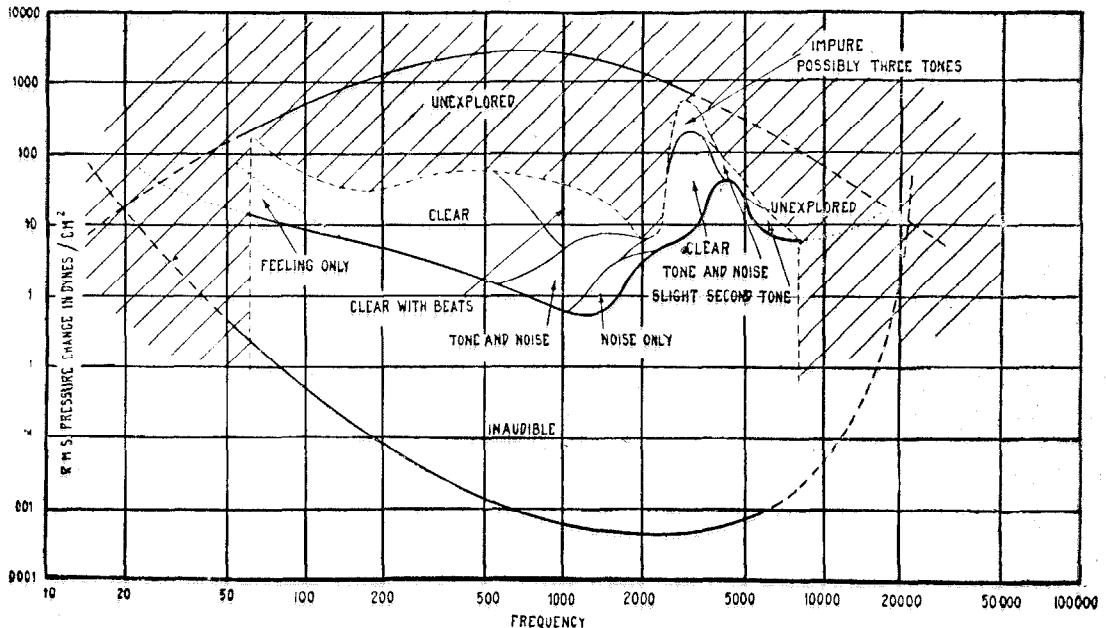 10000
1000
100
10
1
.1
001
0001
R.M.S. PRESSURE CHANGE IN DYNES / CM²
IMPURE
POSSIBLY THREE TONES
UNEXPLORED
CLEAR
UNEXPLORED
FEELING ONLY
CLEAR
TONE AND NOISE
SLIGHT SECOND TONE
CLEAR WITH BEATS
TONE AND NOISE
NOISE ONLY
INAUDIBLE
10 20 50 100 200 500 1000 2000 5000 10000 20000 50000 100000
FREQUENCY